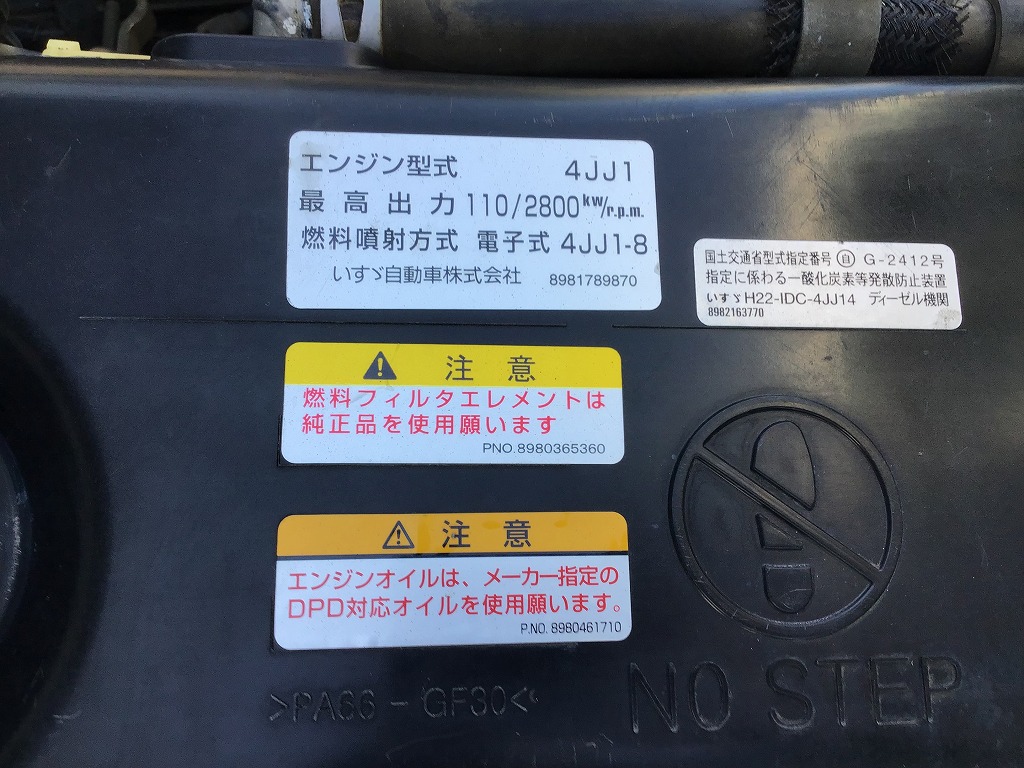 エンジン型式 4JJ1
最高出力 110/2800kw/r.p.m.
燃料噴射方式 電子式 4JJ1-8
いすゞ自動車株式会社 8981789870
国土交通省型式指定番号 自 G-2412号
指定に係わる一酸化炭素等発散防止装置
いすゞH22-IDC-4JJ14 ディーゼル機関
8982163770
注意
燃料フィルタエレメントは
純正品を使用願います
PNO.8980365360
注意
エンジンオイルは、メーカー指定の
DPD対応オイルを使用願います。
P.NO. 8980461710
NO STEP
>PA66-GF30<